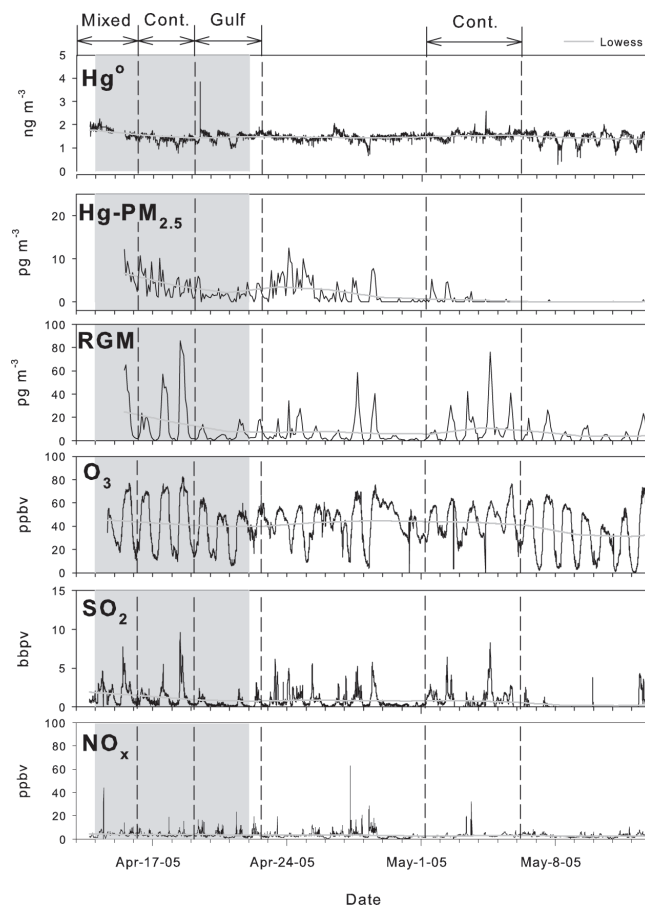 Mixed Cont. Gulf Cont.
Lowess
Hg°
ng m-3
5
4
3
2
1
0
Hg-PM2.5
pg m-3
20
10
0
RGM
pg m-3
100
80
60
40
20
0
O3
ppbv
100
80
60
40
20
0
SO2
bbpv
15
10
5
0
NOx
ppbv
100
80
60
40
20
0
Apr-17-05 Apr-24-05 May-1-05 May-8-05
Date